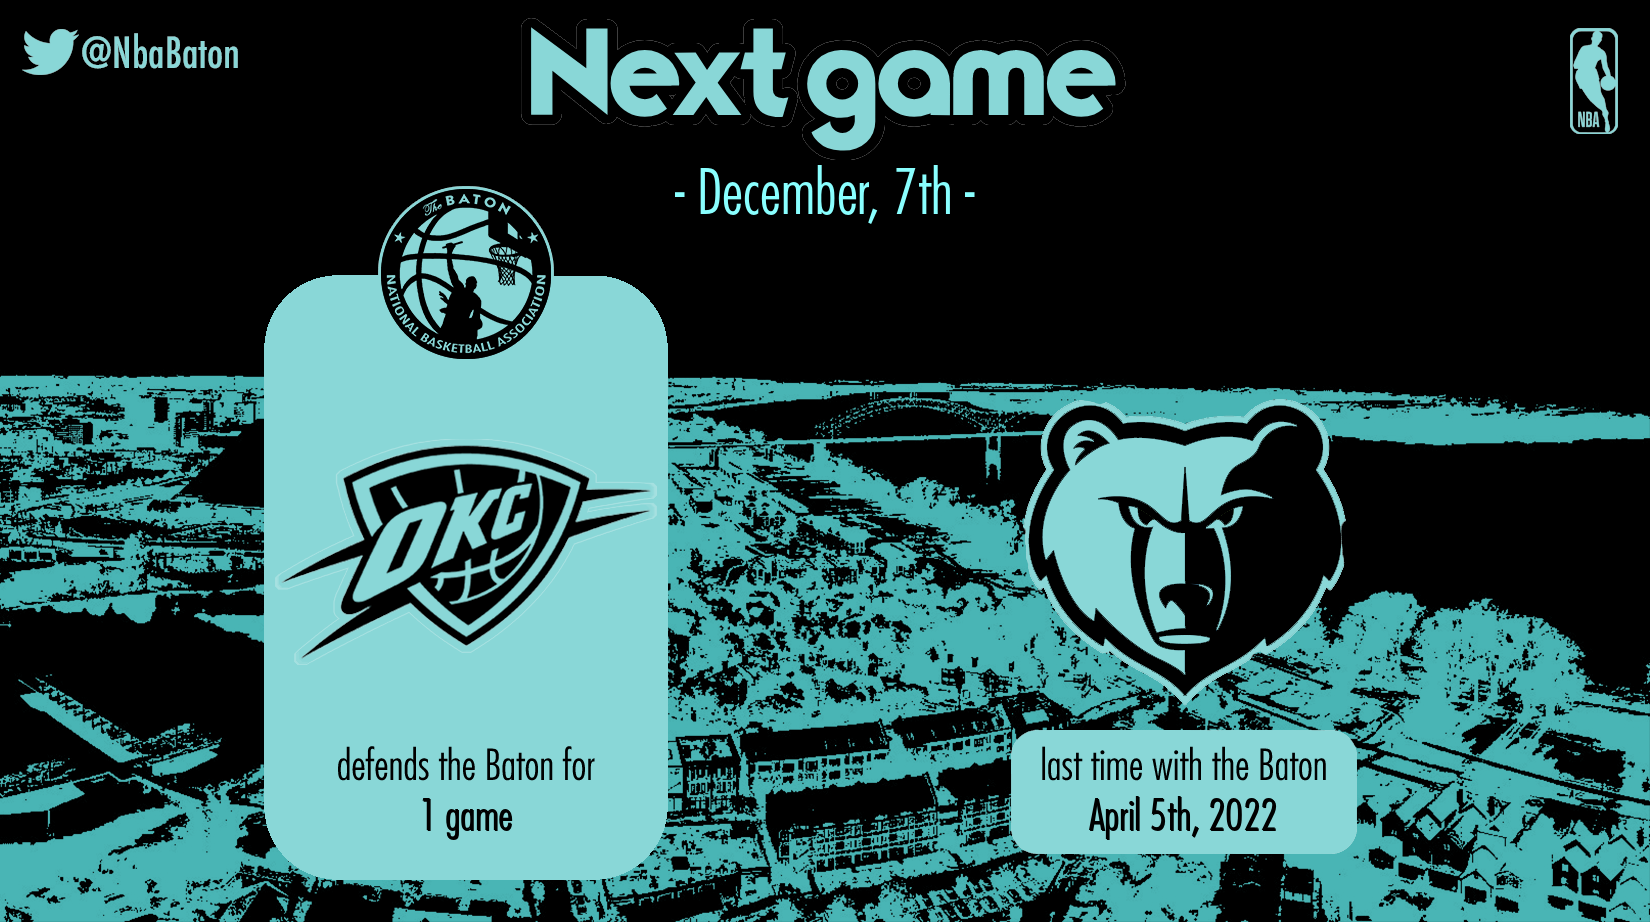 @NbaBaton
Next game
NBA
- December, 7th -
The BATON
NATIONAL BASKETBALL ASSOCIATION
OKC
defends the Baton for
1 game
last time with the Baton
April 5th, 2022